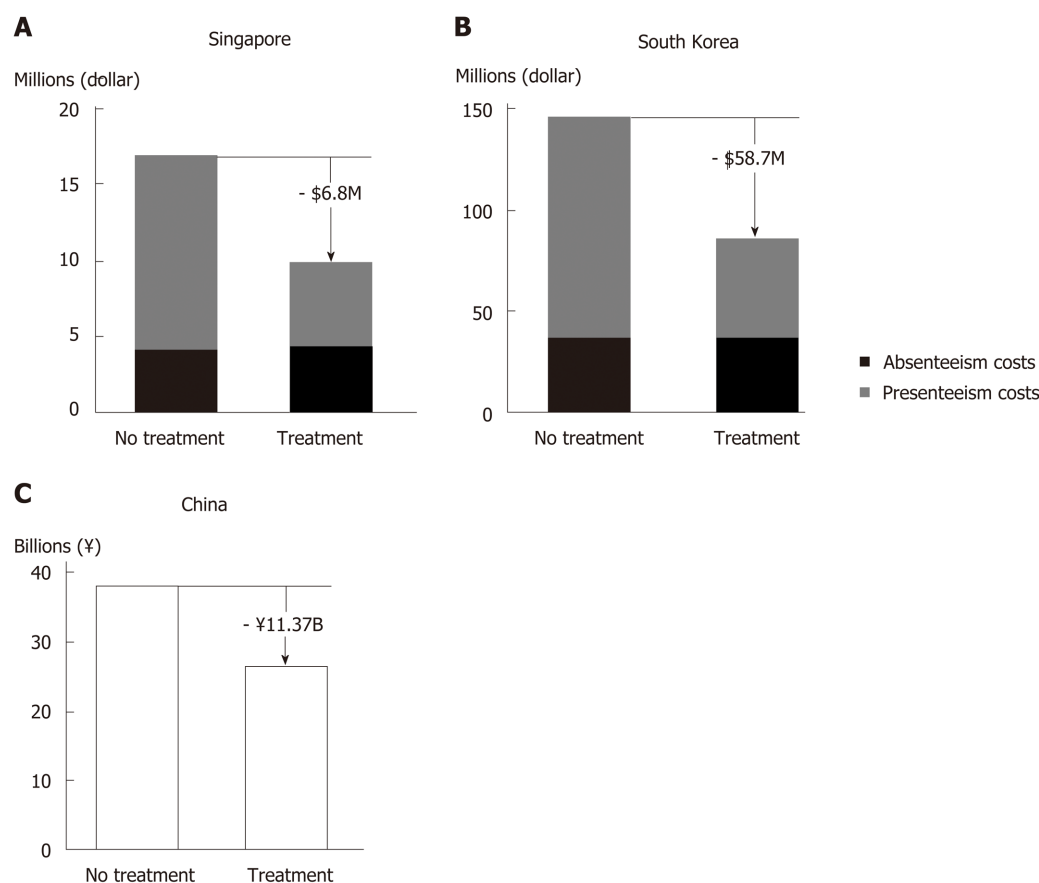 A
Singapore
Millions (dollar)
20
15
10
5
0
- $6.8M
No treatment
Treatment
B
South Korea
Millions (dollar)
150
100
50
0
- $58.7M
No treatment
Treatment
Absenteeism costs
Presenteeism costs
C
China
Billions (¥)
40
30
20
10
0
- ¥11.37B
No treatment
Treatment